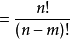 = n! / (n − m)!